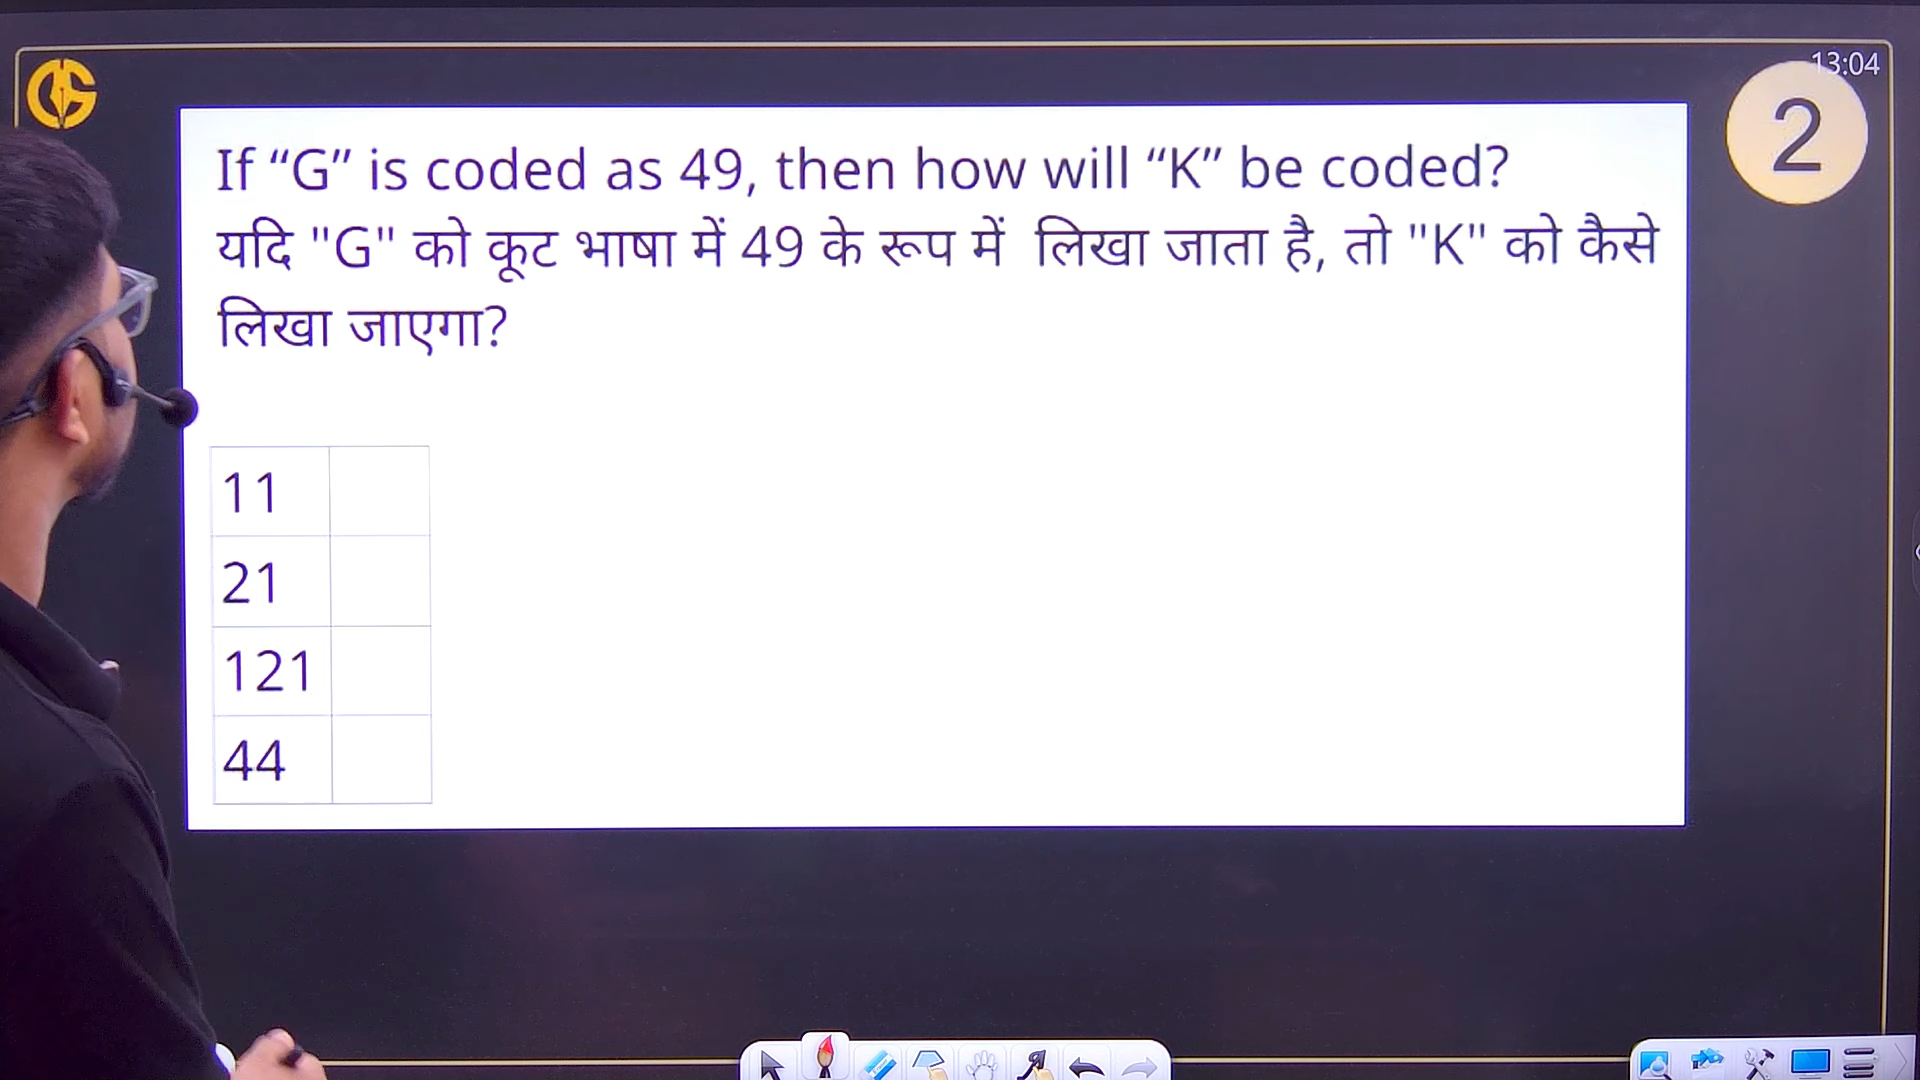 13:04
2
If “G” is coded as 49, then how will “K” be coded?
यदि "G" को कूट भाषा में 49 के रूप में लिखा जाता है, तो "K" को कैसे
लिखा जाएगा?
11
21
121
44